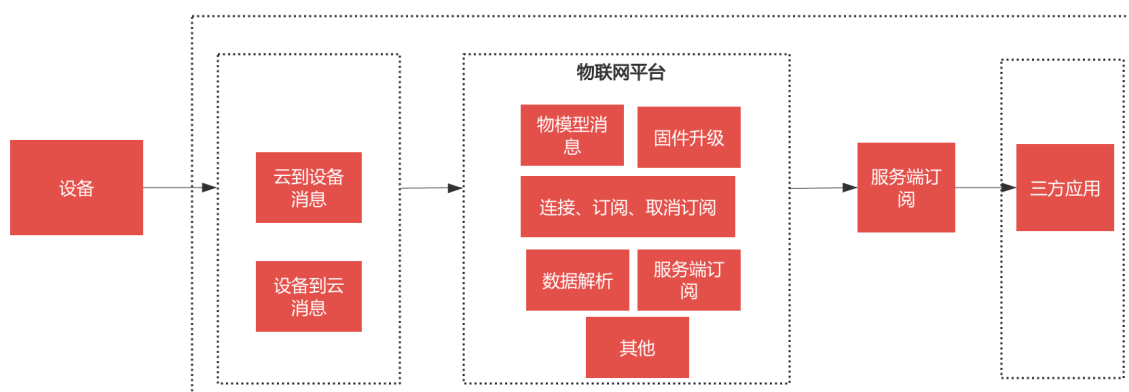 设备
云到设备
消息
设备到云
消息
物联网平台
物模型消
息
固件升级
连接、订阅、取消订阅
数据解析
服务端订
阅
其他
服务端订
阅
三方应用